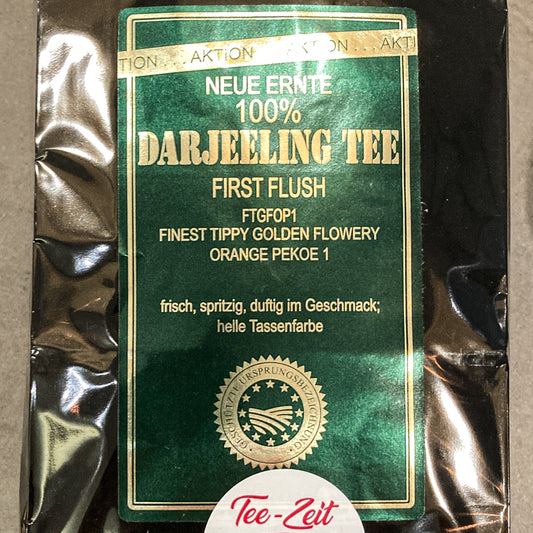 TION . . . AKTION . . . AKTION . . . AKTI
NEUE ERNTE
100%
DARJEELING TEE
FIRST FLUSH
FTGFOP1
FINEST TIPPY GOLDEN FLOWERY
ORANGE PEKOE 1
frisch, spritzig, duftig im Geschmack;
helle Tassenfarbe
GESCHÜTZTE URSPRUNGSBEZEICHNUNG
Tee-Zeit